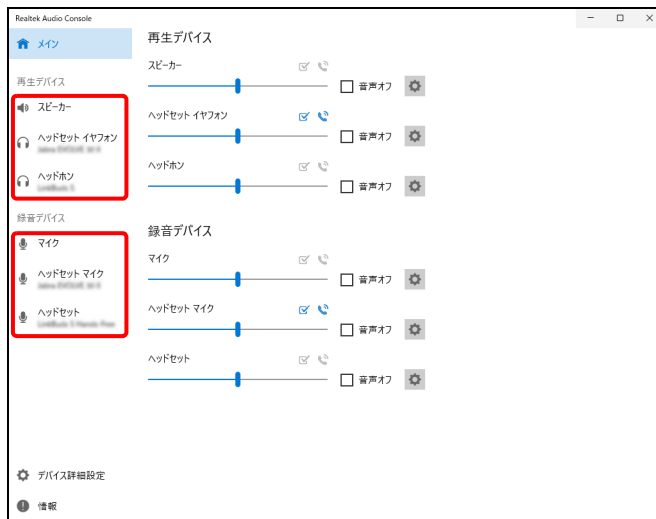 Realtek Audio Console
メイン
再生デバイス
スピーカー
ヘッドセット イヤフォン
ヘッドホン
録音デバイス
マイク
ヘッドセット マイク
ヘッドセット
デバイス詳細設定
情報
再生デバイス
スピーカー
音声オフ
ヘッドセット イヤフォン
音声オフ
ヘッドホン
音声オフ
録音デバイス
マイク
音声オフ
ヘッドセット マイク
音声オフ
ヘッドセット
音声オフ